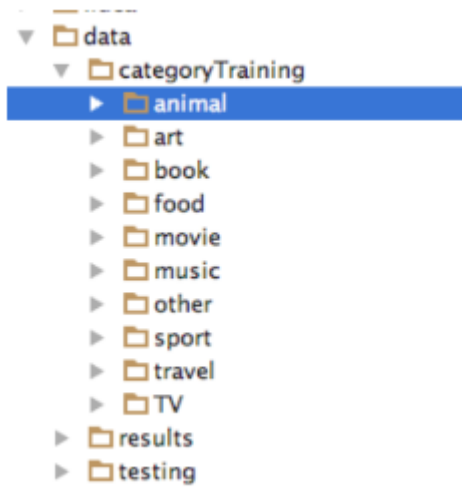 data
categoryTraining
animal
art
book
food
movie
music
other
sport
travel
TV
results
testing